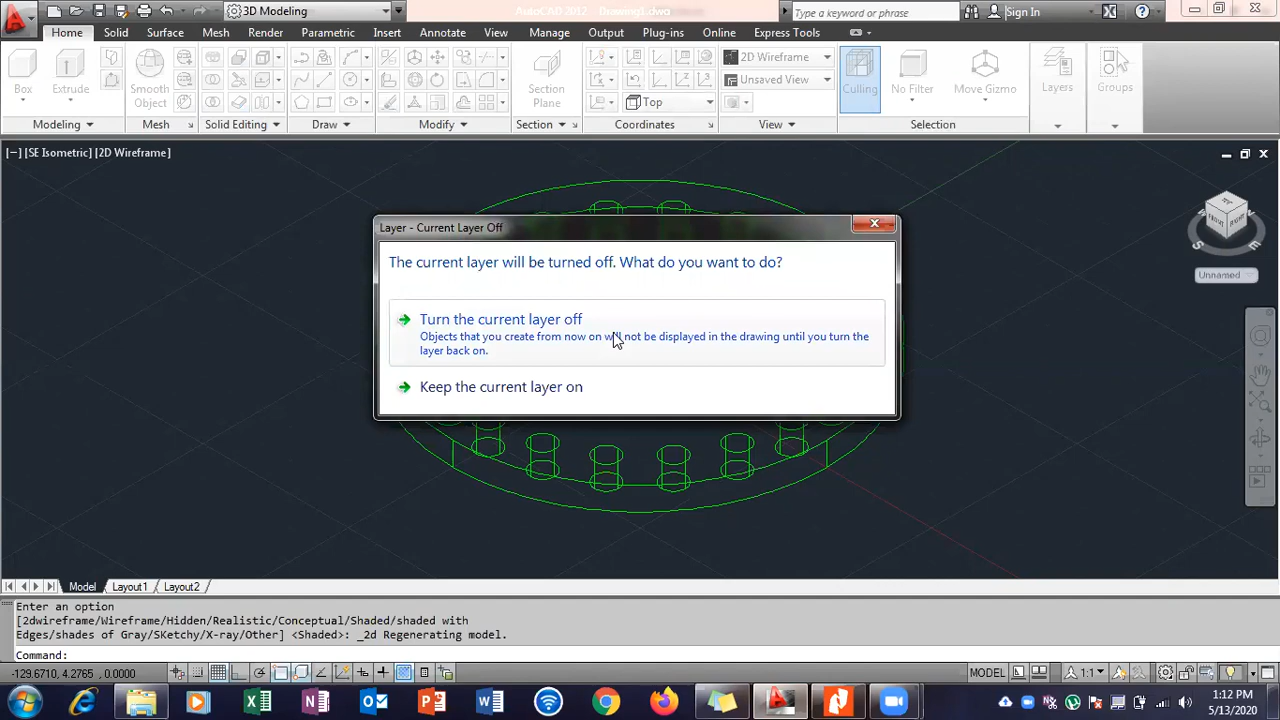 3D Modeling
AutoCAD 2012
Drawing1.dwg
Type a keyword or phrase
Sign In
Home
Solid
Surface
Mesh
Render
Parametric
Insert
Annotate
View
Manage
Output
Plug-ins
Online
Express Tools
Box
Extrude
Smooth Object
Section Plane
2D Wireframe
Unsaved View
Top
Culling
No Filter
Move Gizmo
Layers
Groups
Modeling
Mesh
Solid Editing
Draw
Modify
Section
Coordinates
View
Selection
[−] [SE Isometric] [2D Wireframe]
TOP
FRONT
RIGHT
S
E
Unnamed
Layer - Current Layer Off
The current layer will be turned off. What do you want to do?
Turn the current layer off
Objects that you create from now on will not be displayed in the drawing until you turn the
layer back on.
Keep the current layer on
Model
Layout1
Layout2
Enter an option
[2dwireframe/Wireframe/Hidden/Realistic/Conceptual/Shaded/shaded with
Edges/shades of Gray/SKetchy/X-ray/Other] <Shaded>: _2d Regenerating model.
Command:
-129.6710, 4.2765, 0.0000
MODEL
1:1
1:12 PM
5/13/2020